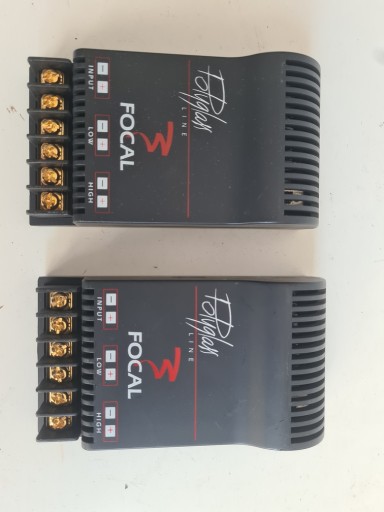 Polyglass
LINE
FOCAL
INPUT
- +
LOW
- +
HIGH
- +
Polyglass
LINE
FOCAL
INPUT
- +
LOW
- +
HIGH
- +